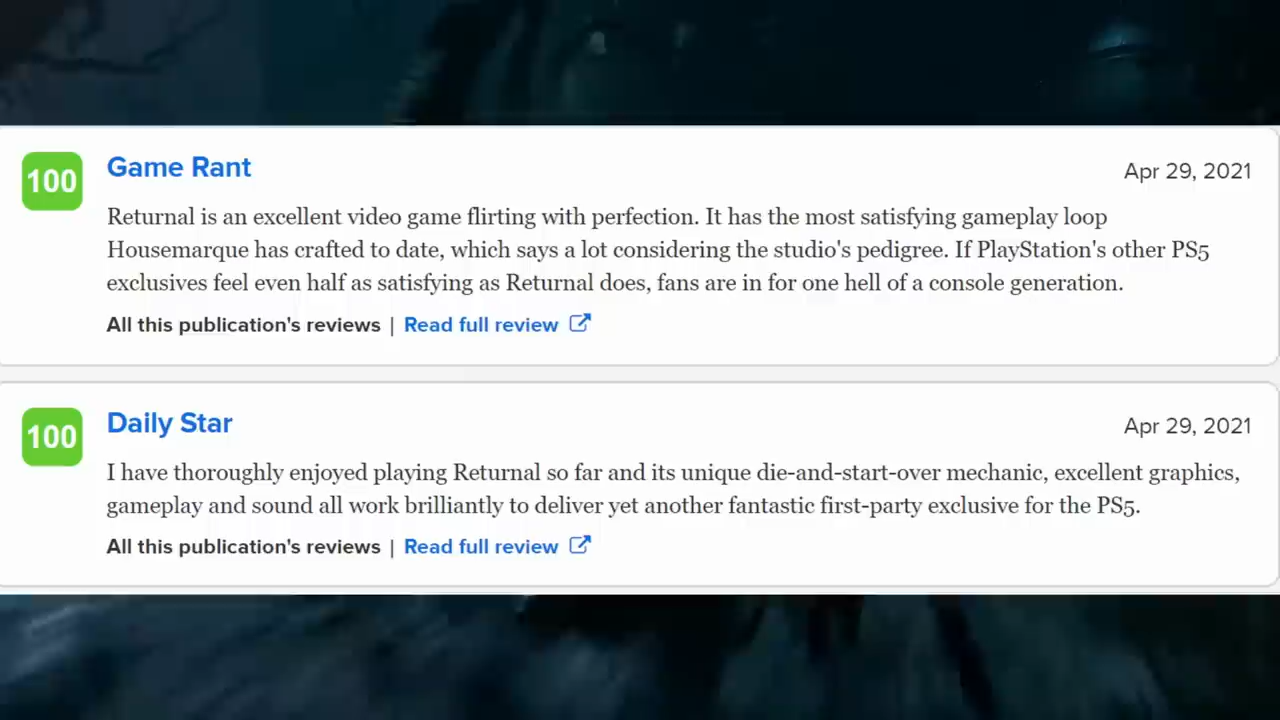 100
Game Rant
Apr 29, 2021
Returnal is an excellent video game flirting with perfection. It has the most satisfying gameplay loop
Housemarque has crafted to date, which says a lot considering the studio's pedigree. If PlayStation's other PS5
exclusives feel even half as satisfying as Returnal does, fans are in for one hell of a console generation.
All this publication's reviews | Read full review
100
Daily Star
Apr 29, 2021
I have thoroughly enjoyed playing Returnal so far and its unique die-and-start-over mechanic, excellent graphics,
gameplay and sound all work brilliantly to deliver yet another fantastic first-party exclusive for the PS5.
All this publication's reviews | Read full review